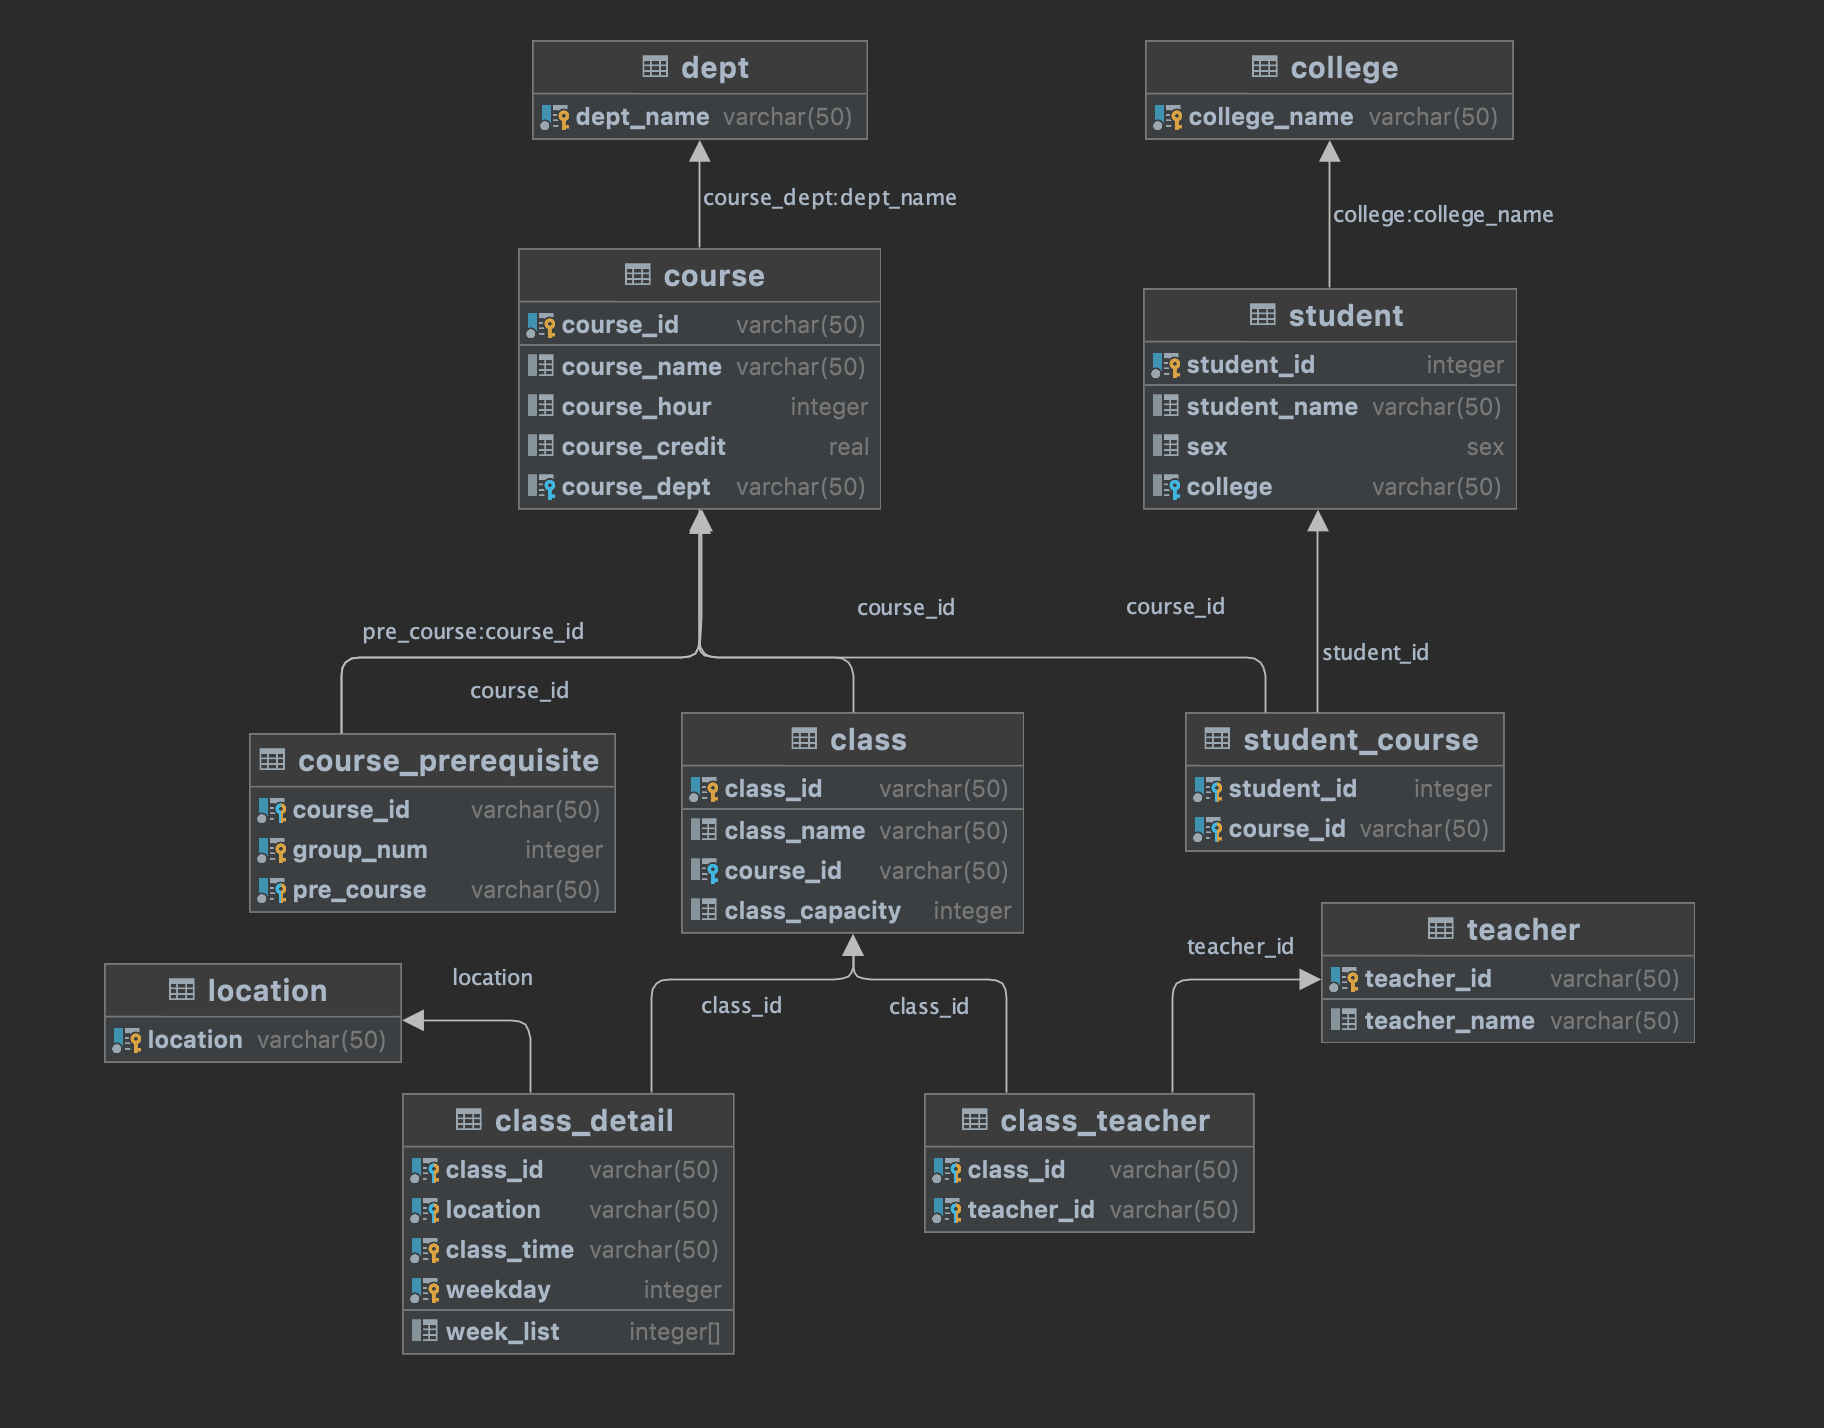 dept
dept_name varchar(50)
college
college_name varchar(50)
course_dept:dept_name
college:college_name
course
course_id varchar(50)
course_name varchar(50)
course_hour integer
course_credit real
course_dept varchar(50)
student
student_id integer
student_name varchar(50)
sex sex
college varchar(50)
pre_course:course_id
course_id
course_id
student_id
course_id
course_prerequisite
course_id varchar(50)
group_num integer
pre_course varchar(50)
class
class_id varchar(50)
class_name varchar(50)
course_id varchar(50)
class_capacity integer
student_course
student_id integer
course_id varchar(50)
teacher
teacher_id varchar(50)
teacher_name varchar(50)
teacher_id
location
location varchar(50)
location
class_id
class_id
class_detail
class_id varchar(50)
location varchar(50)
class_time varchar(50)
weekday integer
week_list integer[]
class_teacher
class_id varchar(50)
teacher_id varchar(50)